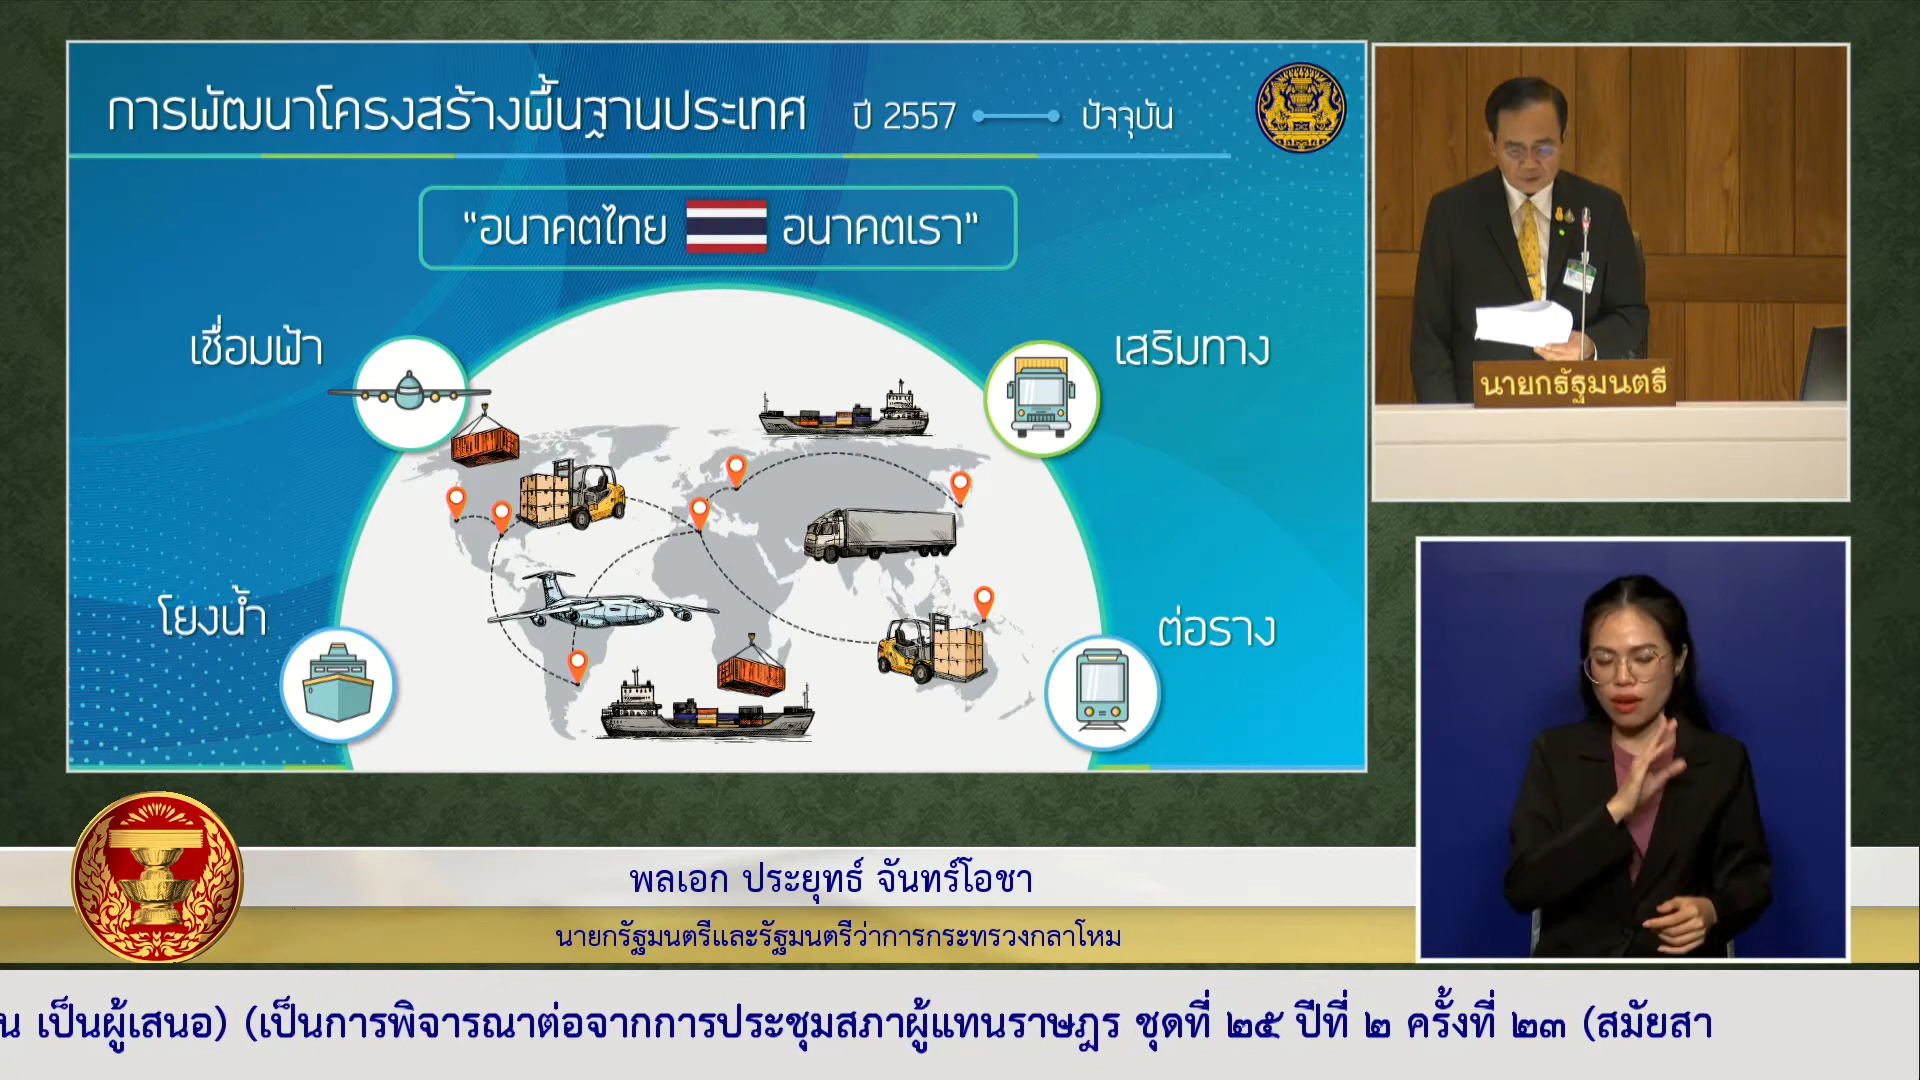 การพัฒนาโครงสร้างพื้นฐานประเทศ ปี 2557 ปัจจุบัน
“อนาคตไทย อนาคตเรา”
เชื่อมฟ้า
เสริมทาง
โยงน้ำ
ต่อราง
นายกรัฐมนตรี
พลเอก ประยุทธ์ จันทร์โอชา
นายกรัฐมนตรีและรัฐมนตรีว่าการกระทรวงกลาโหม
น เป็นผู้เสนอ) (เป็นการพิจารณาต่อจากการประชุมสภาผู้แทนราษฎร ชุดที่ ๒๕ ปีที่ ๒ ครั้งที่ ๒๓ (สมัยสา